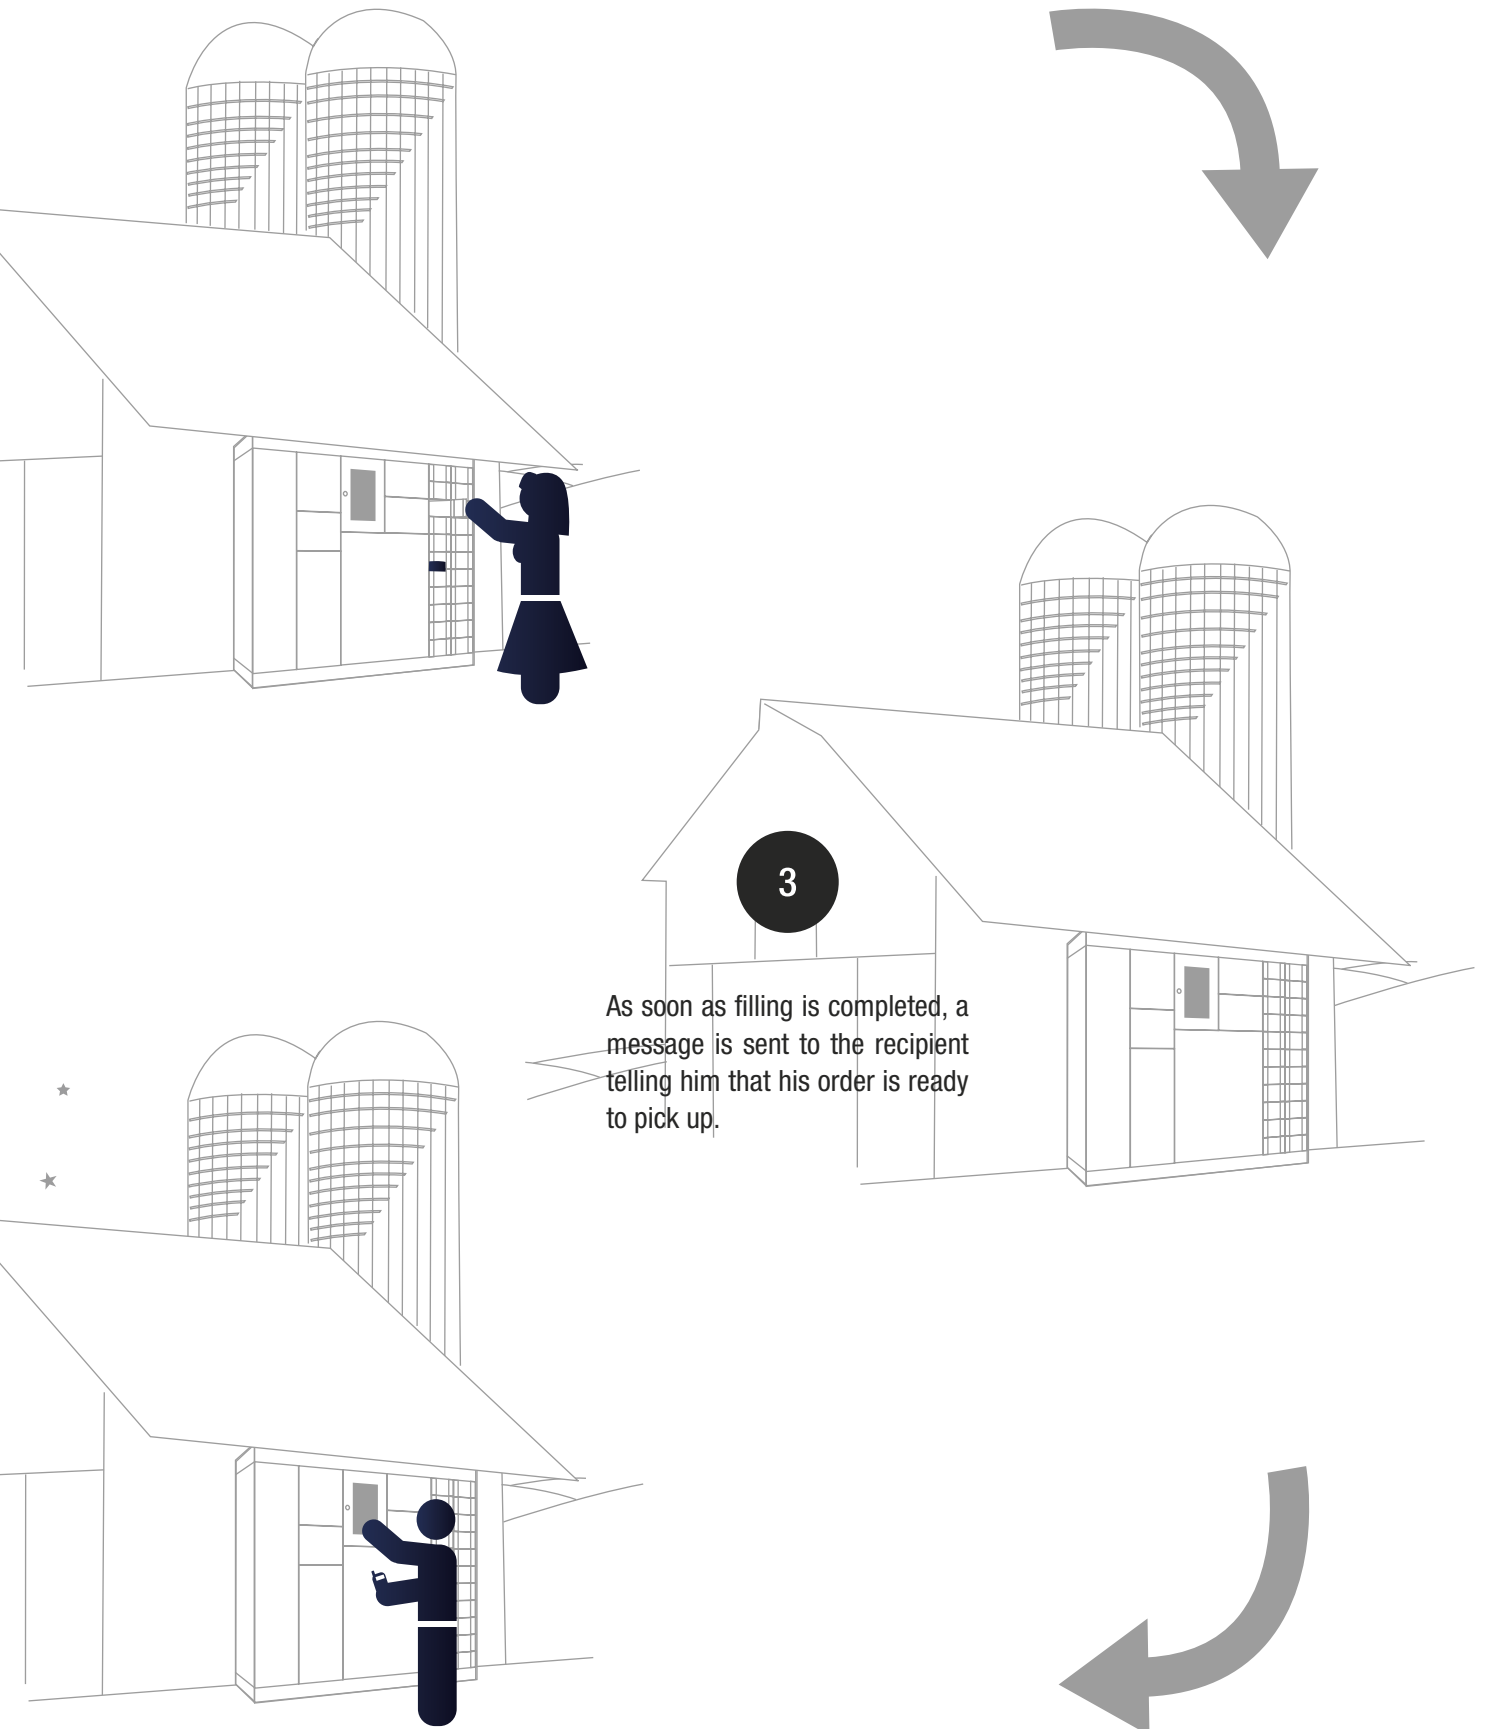 3
As soon as filling is completed, a
message is sent to the recipient
telling him that his order is ready
to pick up.